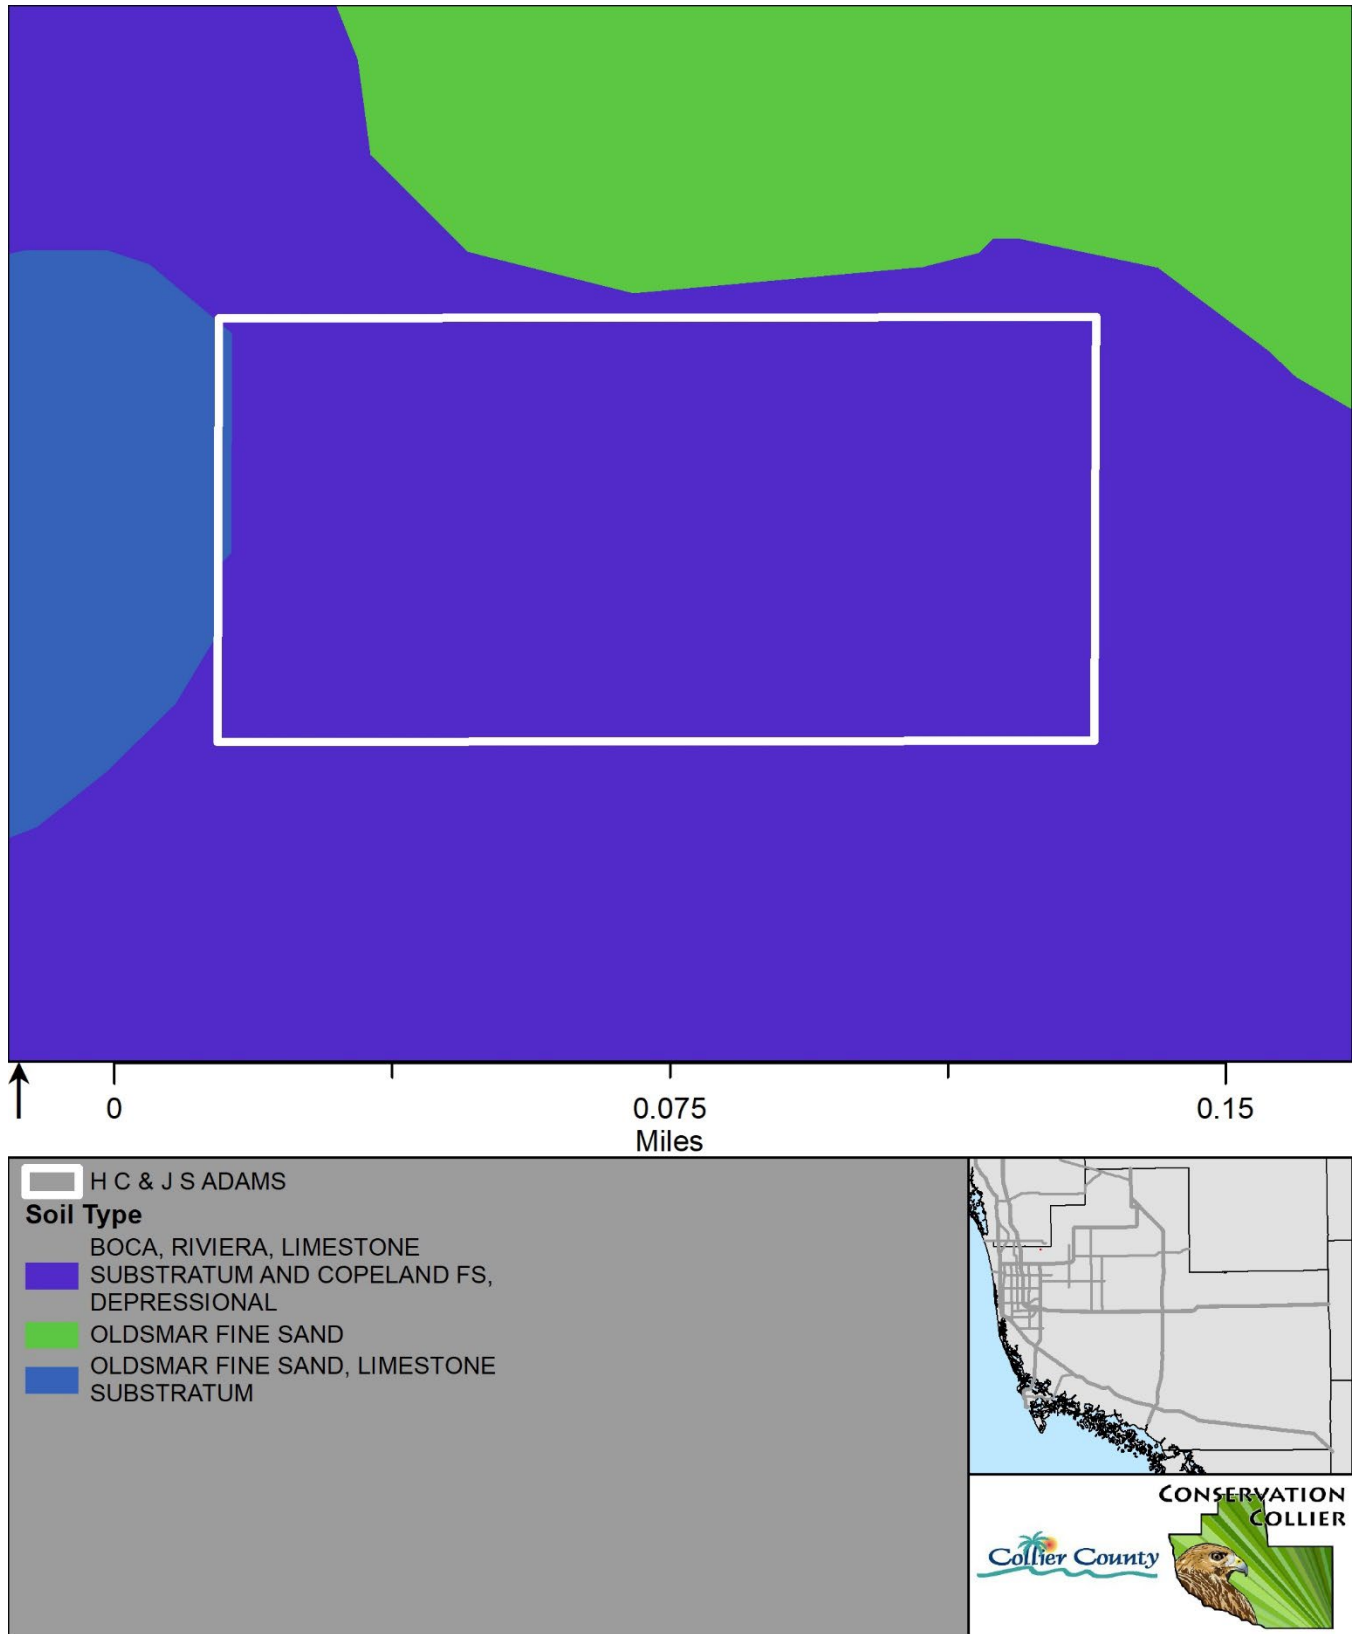 0
0.075
0.15
Miles
H C & J S ADAMS
Soil Type
BOCA, RIVIERA, LIMESTONE
SUBSTRATUM AND COPELAND FS,
DEPRESSIONAL
OLDSMAR FINE SAND
OLDSMAR FINE SAND, LIMESTONE
SUBSTRATUM
CONSERVATION
COLLIER
Collier County